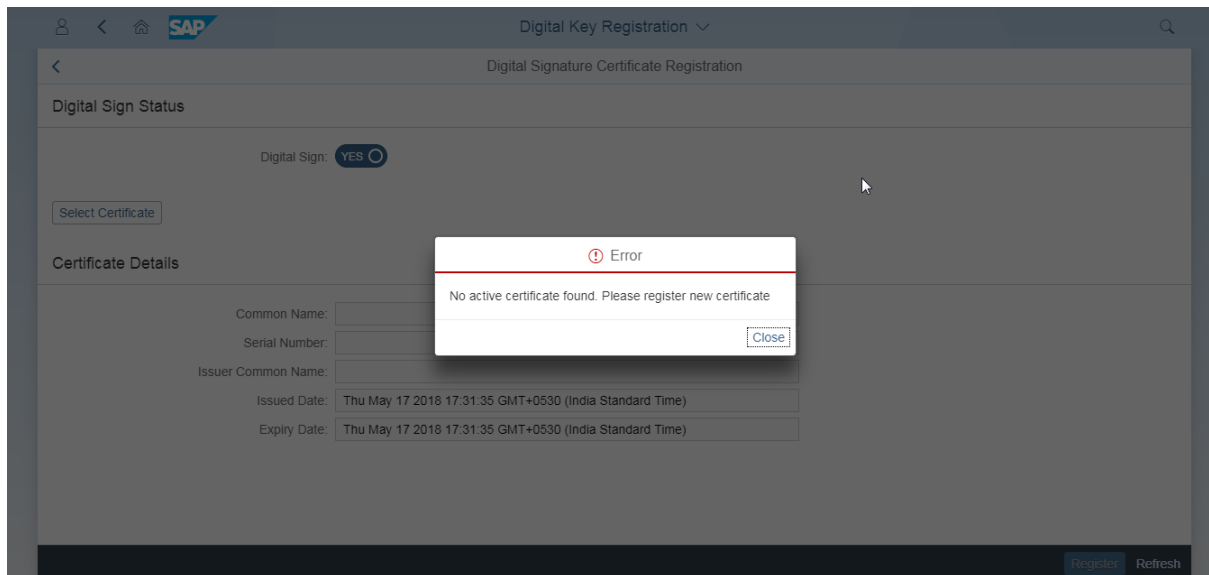 SAP
Digital Key Registration
Digital Signature Certificate Registration
Digital Sign Status
Digital Sign: YES
Select Certificate
Error
Certificate Details
No active certificate found. Please register new certificate
Common Name:
Close
Serial Number:
Issuer Common Name:
Issued Date: Thu May 17 2018 17:31:35 GMT+0530 (India Standard Time)
Expiry Date: Thu May 17 2018 17:31:35 GMT+0530 (India Standard Time)
Register Refresh